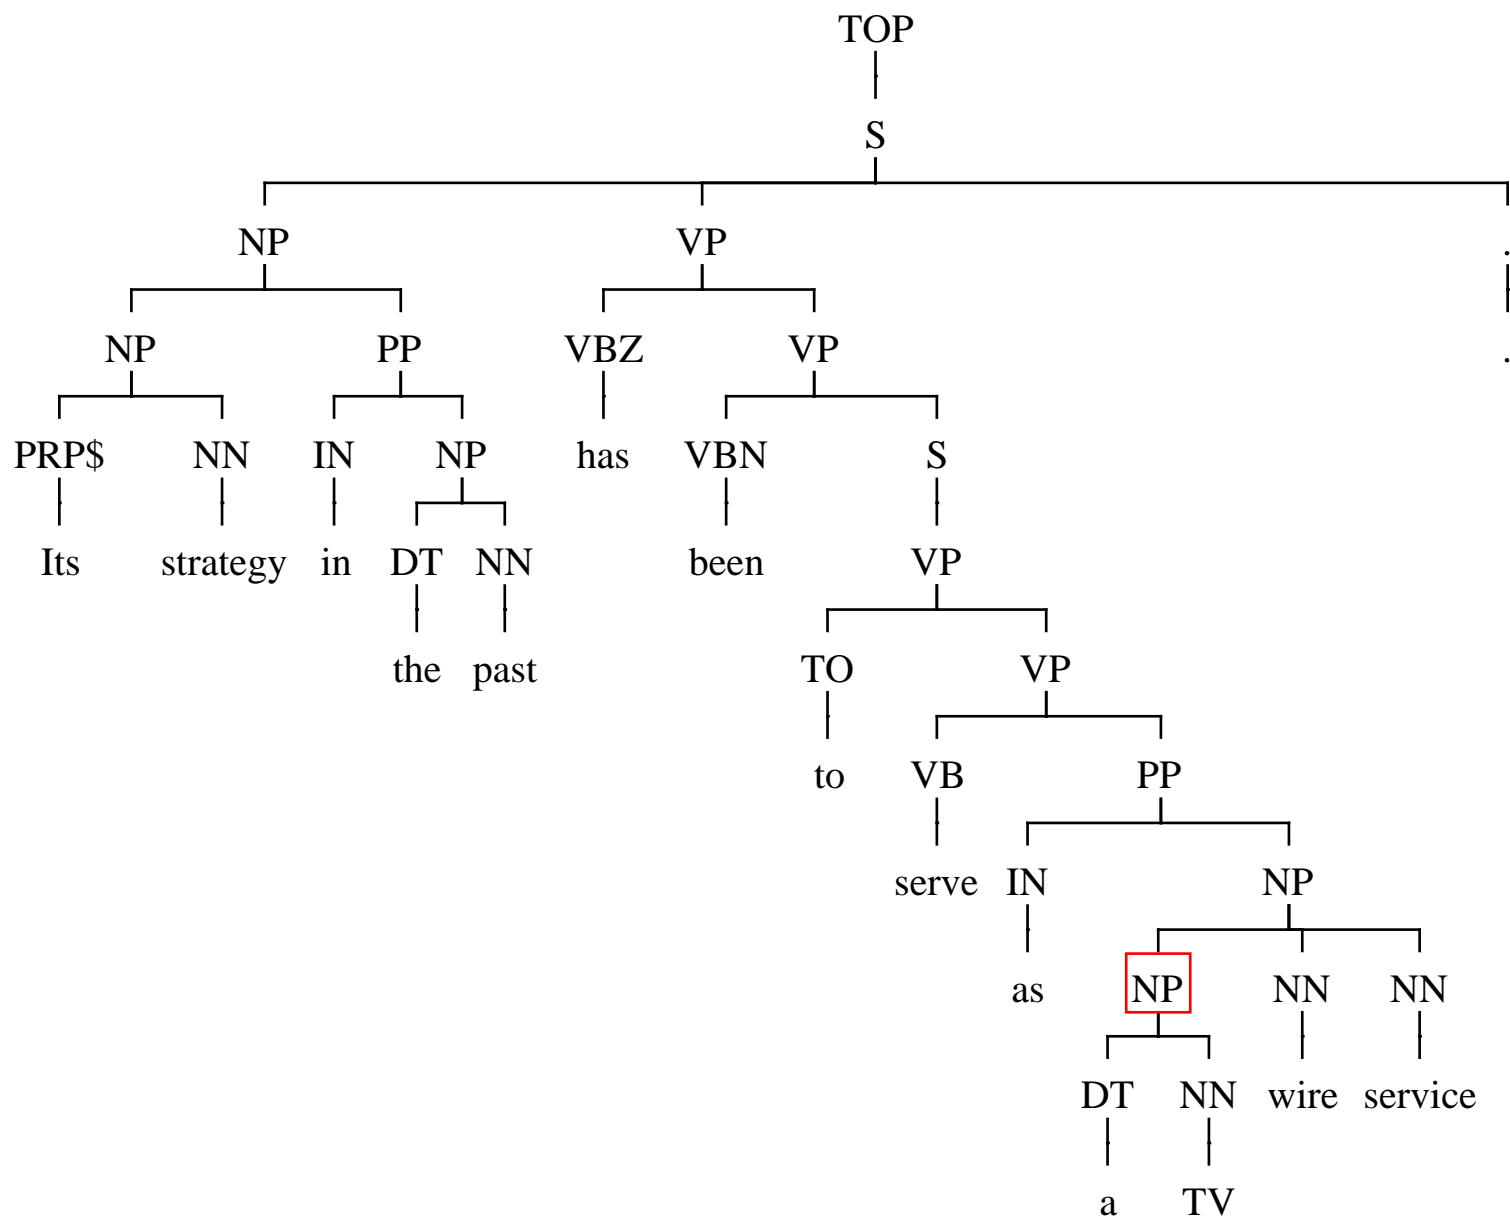 TOP
S
NP VP .
NP PP VBZ VP .
PRP$ NN IN NP has VBN S
Its strategy in DT NN been VP
the past TO VP
to VB PP
serve IN NP
as NP NN NN
DT NN wire service
a TV